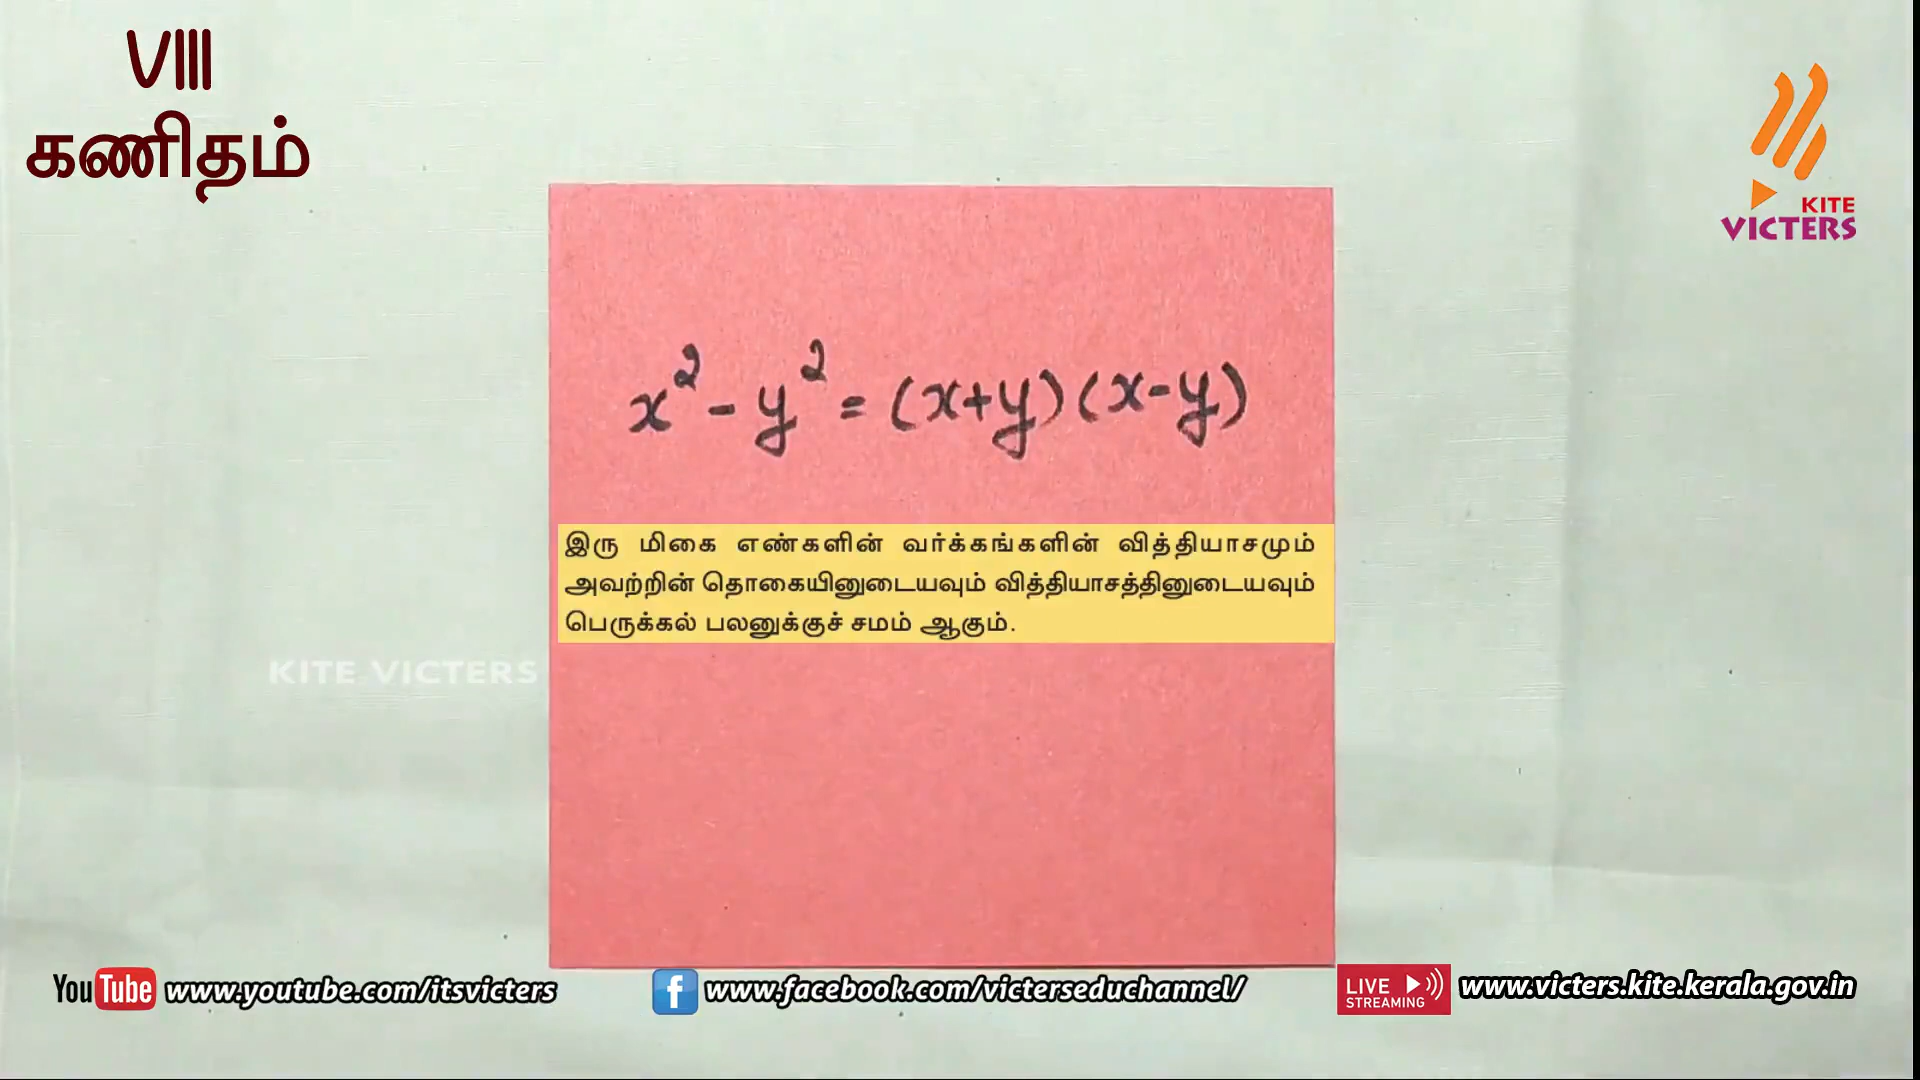 VIII
கணிதம்
KITE
VICTERS
x² - y² = (x+y)(x-y)
இரு மிகை எண்களின் வர்க்கங்களின் வித்தியாசமும்
அவற்றின் தொகையினுடையவும் வித்தியாசத்தினுடையவும்
பெருக்கல் பலனுக்குச் சமம் ஆகும்.
KITE VICTERS
YouTube www.youtube.com/itsvicters
f www.facebook.com/victerseduchannel/
LIVE STREAMING www.victers.kite.kerala.gov.in